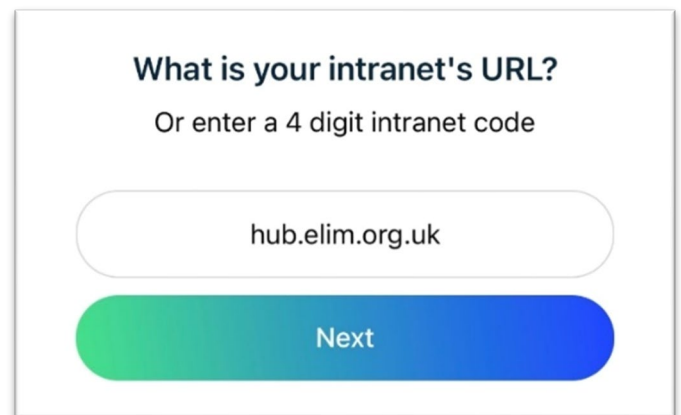 What is your intranet's URL?
Or enter a 4 digit intranet code
hub.elim.org.uk
Next